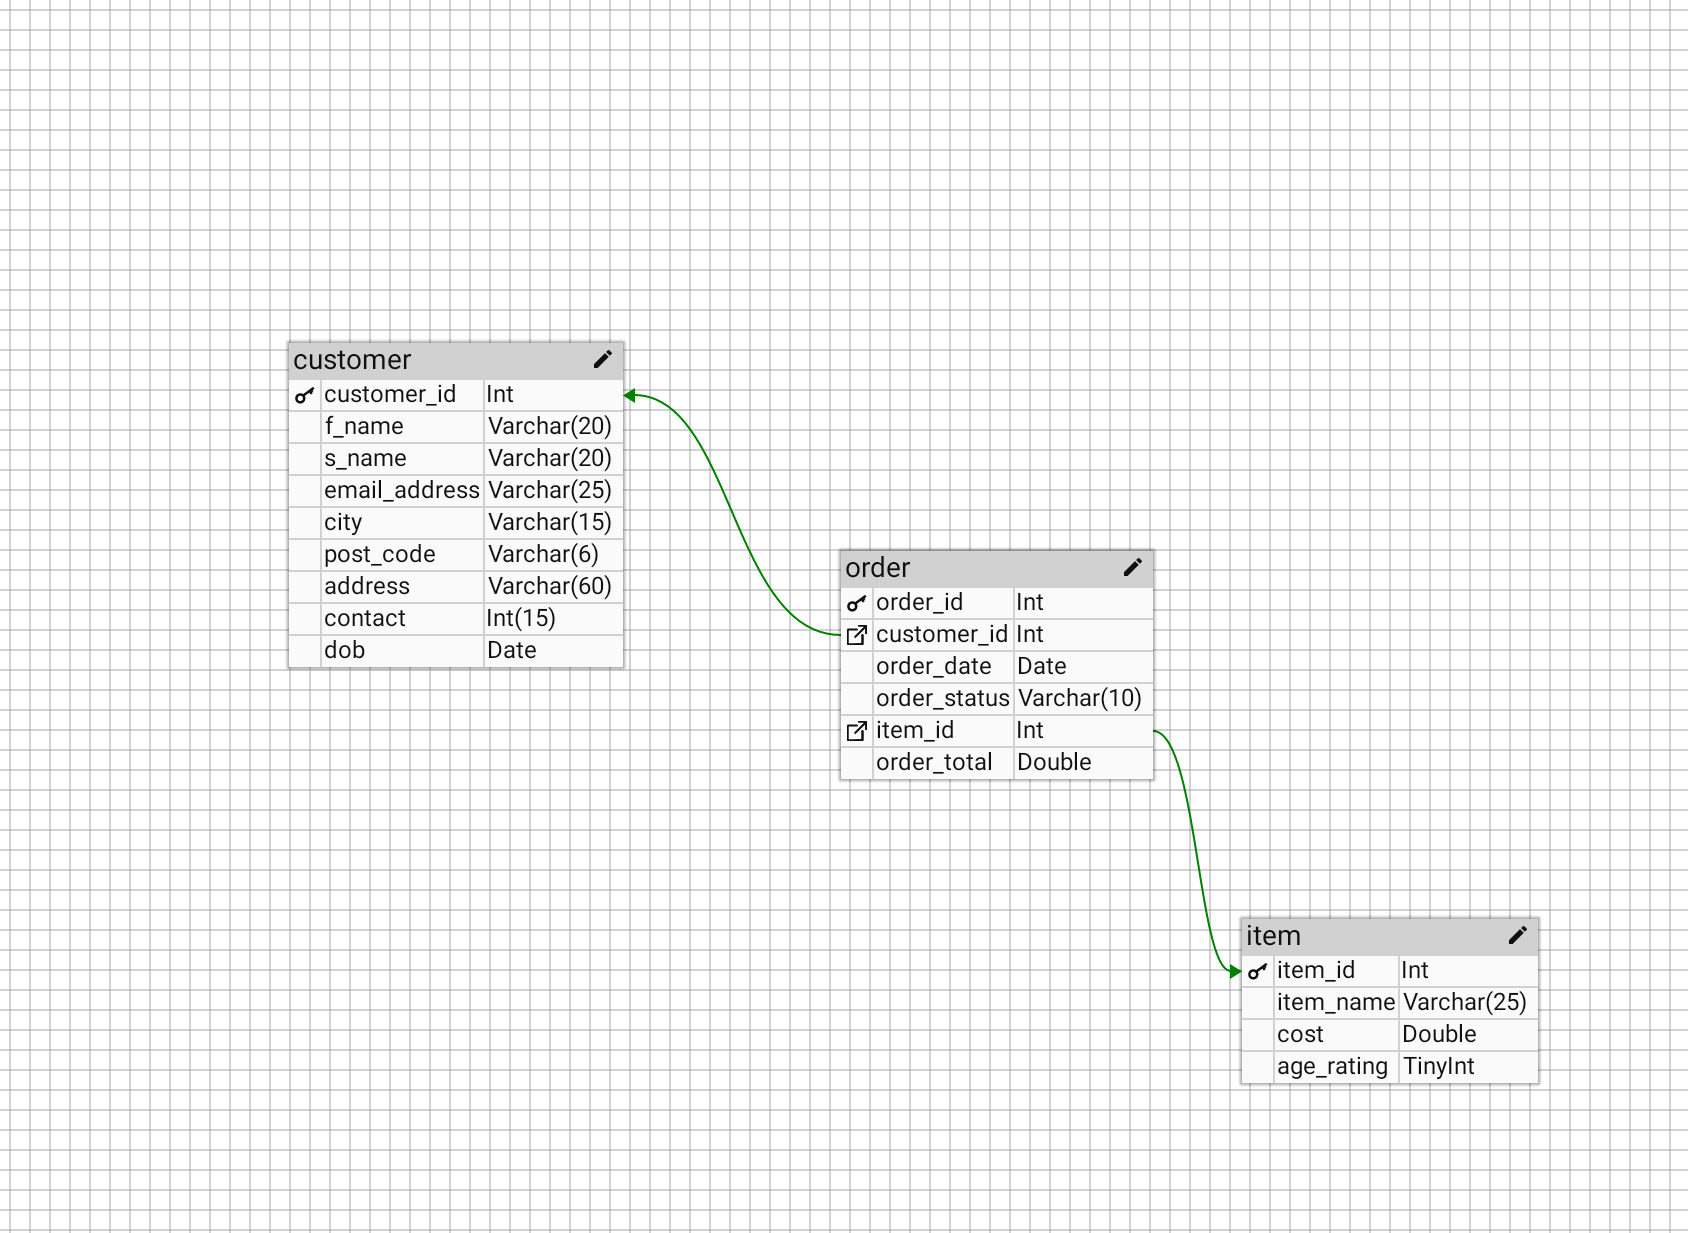 customer
customer_id Int
f_name Varchar(20)
s_name Varchar(20)
email_address Varchar(25)
city Varchar(15)
post_code Varchar(6)
address Varchar(60)
contact Int(15)
dob Date
order
order_id Int
customer_id Int
order_date Date
order_status Varchar(10)
item_id Int
order_total Double
item
item_id Int
item_name Varchar(25)
cost Double
age_rating TinyInt